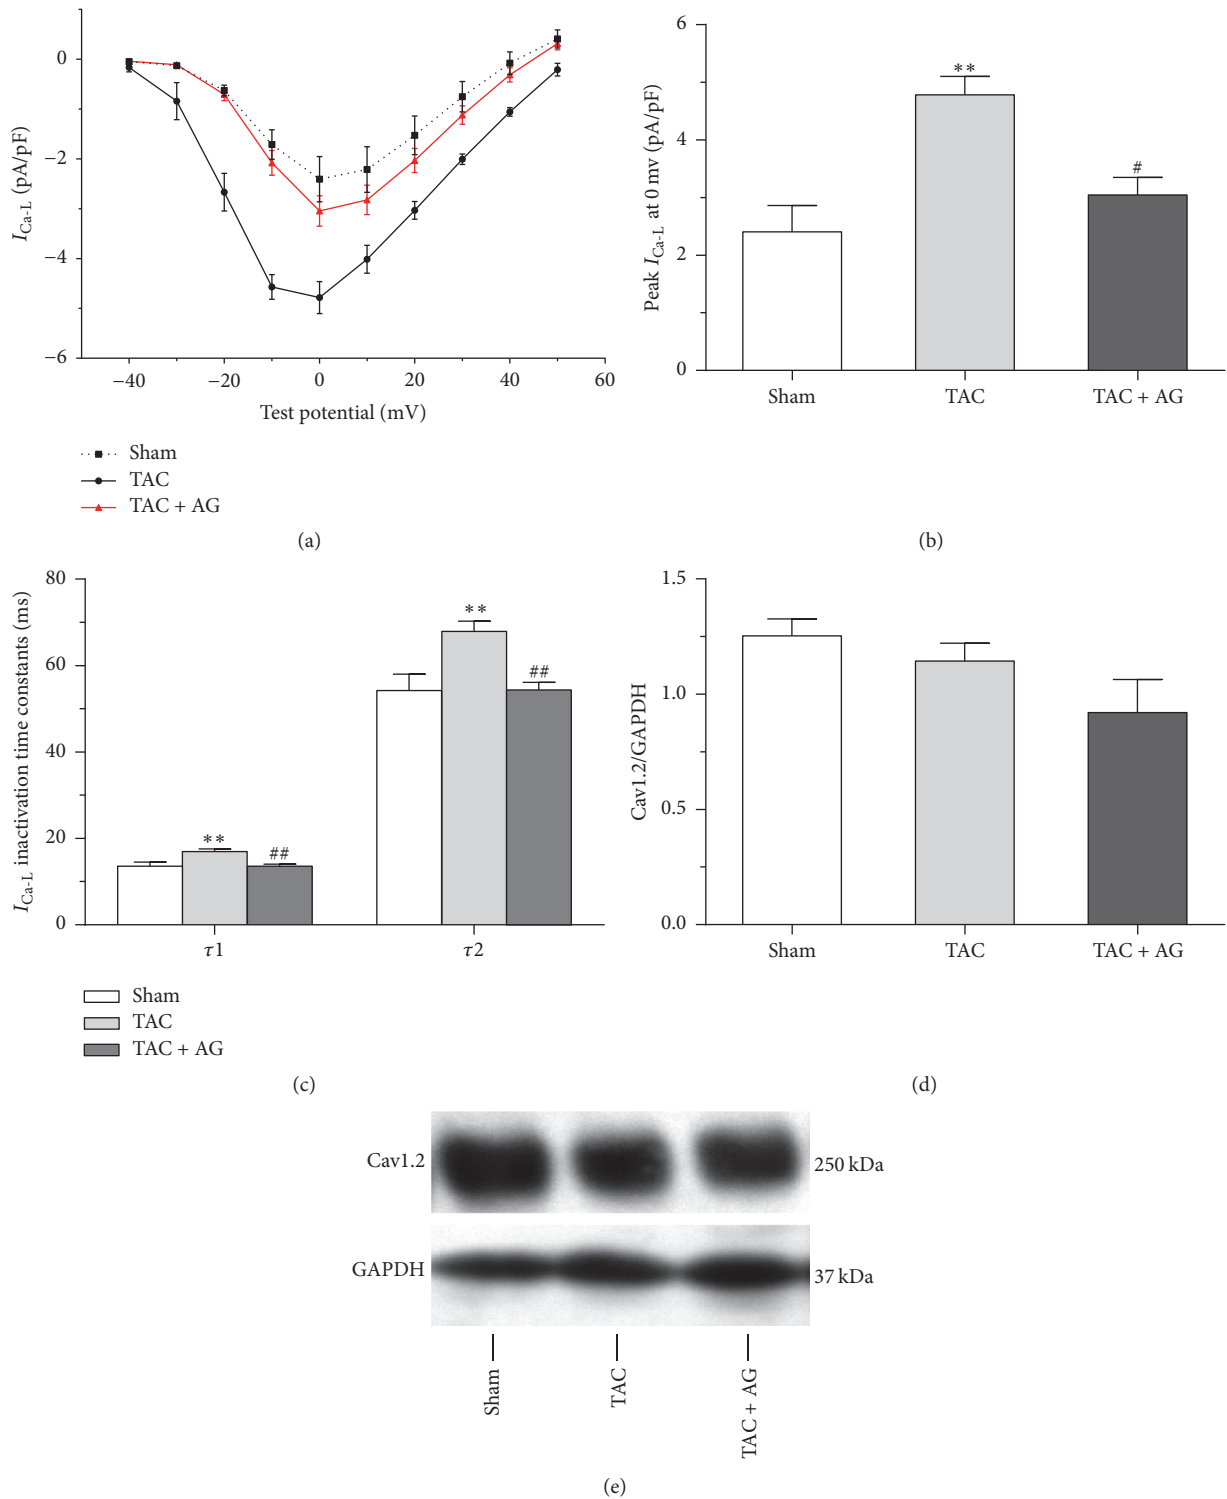 0
−2
−4
−6
I Ca-L (pA/pF)
−40 −20 0 20 40 60
Test potential (mV)
Sham
TAC
TAC + AG
(a)
6
4
2
0
Peak I Ca-L at 0 mv (pA/pF)
**
#
Sham TAC TAC + AG
(b)
80
60
40
20
0
I Ca-L inactivation time constants (ms)
** ##
** ##
τ1 τ2
Sham
TAC
TAC + AG
(c)
1.5
1.0
0.5
0.0
Cav1.2/GAPDH
Sham TAC TAC + AG
(d)
Cav1.2 250 kDa
GAPDH 37 kDa
Sham
TAC
TAC + AG
(e)